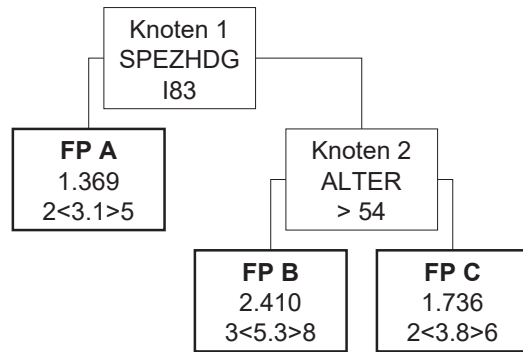 Knoten 1
SPEZHDG
I83
FP A
1.369
2<3.1>5
Knoten 2
ALTER
> 54
FP B
2.410
3<5.3>8
FP C
1.736
2<3.8>6